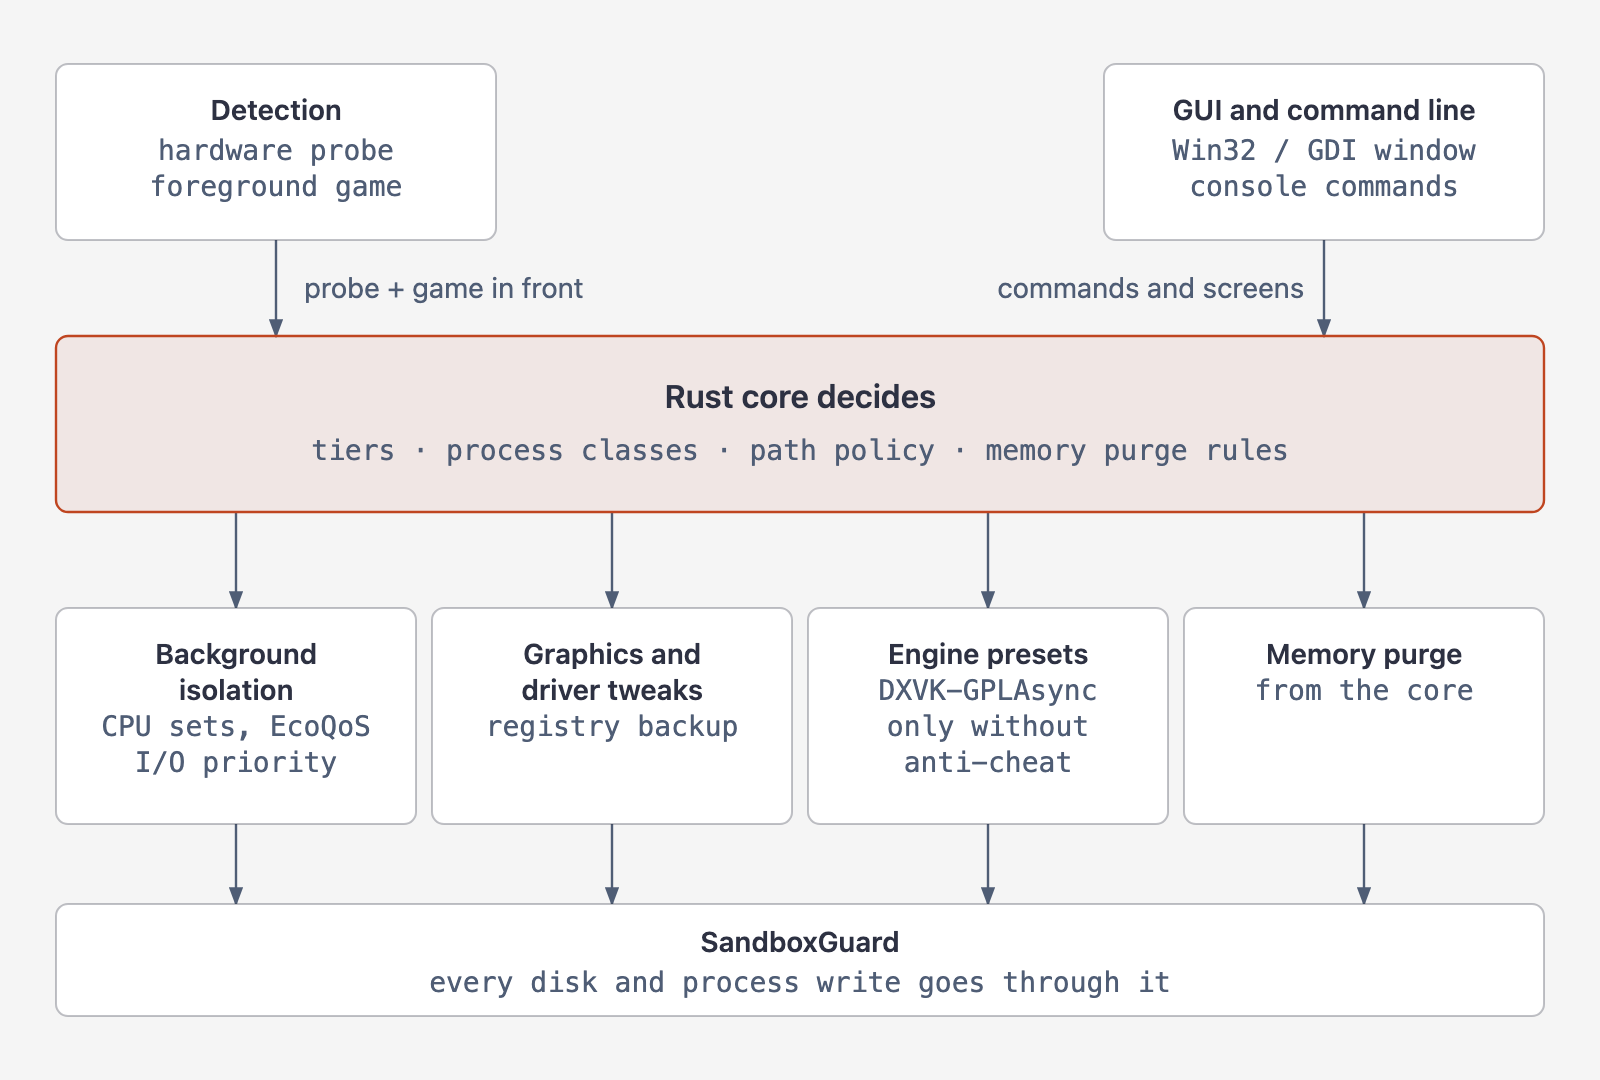 Detection
hardware probe
foreground game
GUI and command line
Win32 / GDI window
console commands
probe + game in front
commands and screens
Rust core decides
tiers · process classes · path policy · memory purge rules
Background
isolation
CPU sets, EcoQoS
I/O priority
Graphics and
driver tweaks
registry backup
Engine presets
DXVK–GPLAsync
only without
anti–cheat
Memory purge
from the core
SandboxGuard
every disk and process write goes through it